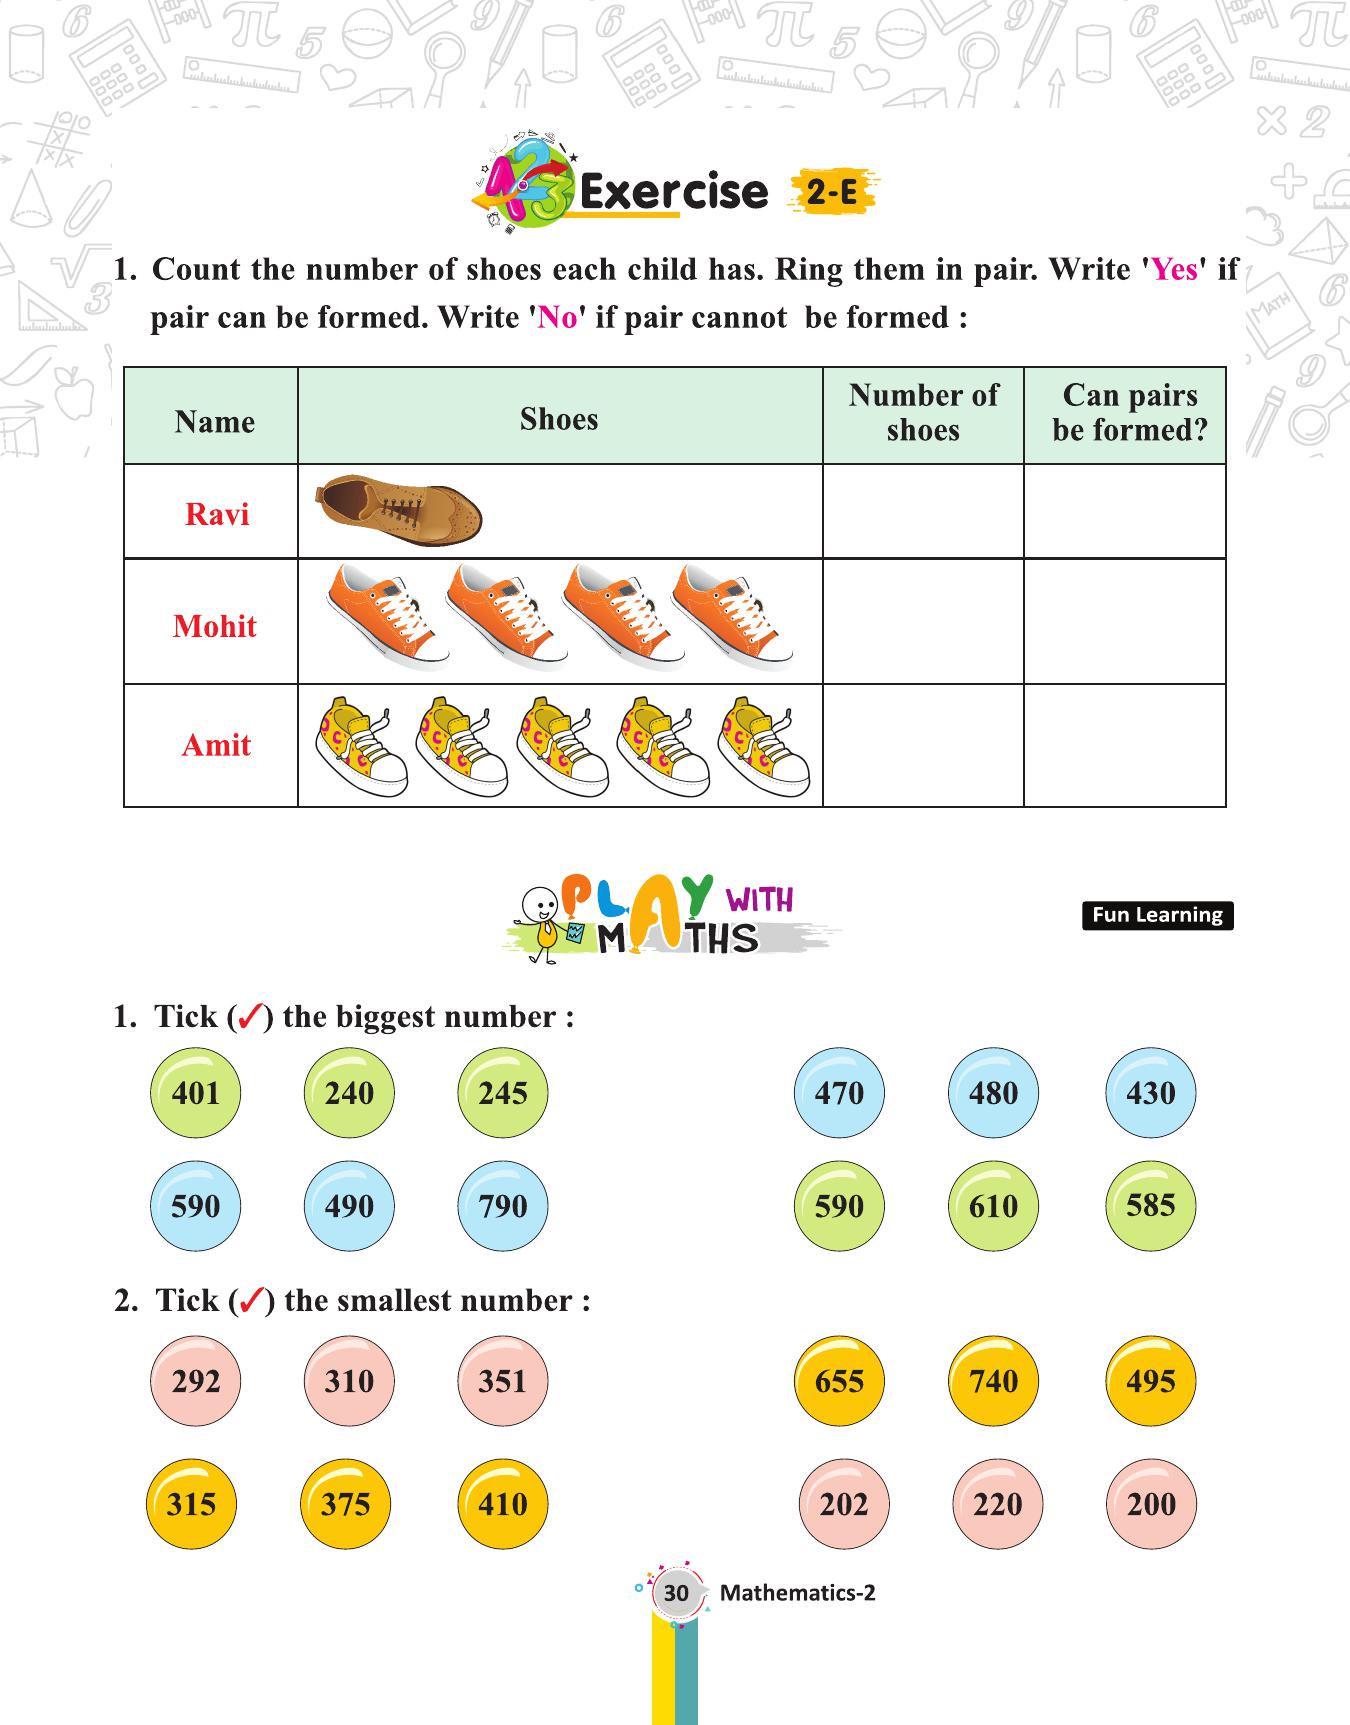 Exercise 2-E
1. Count the number of shoes each child has. Ring them in pair. Write 'Yes' if
pair can be formed. Write 'No' if pair cannot be formed :
Name Shoes Number of shoes Can pairs be formed?
Ravi
Mohit
Amit
PLAY WITH
MATHS
Fun Learning
1. Tick (✓) the biggest number :
401 240 245 470 480 430
590 490 790 590 610 585
2. Tick (✓) the smallest number :
292 310 351 655 740 495
315 375 410 202 220 200
30 Mathematics-2